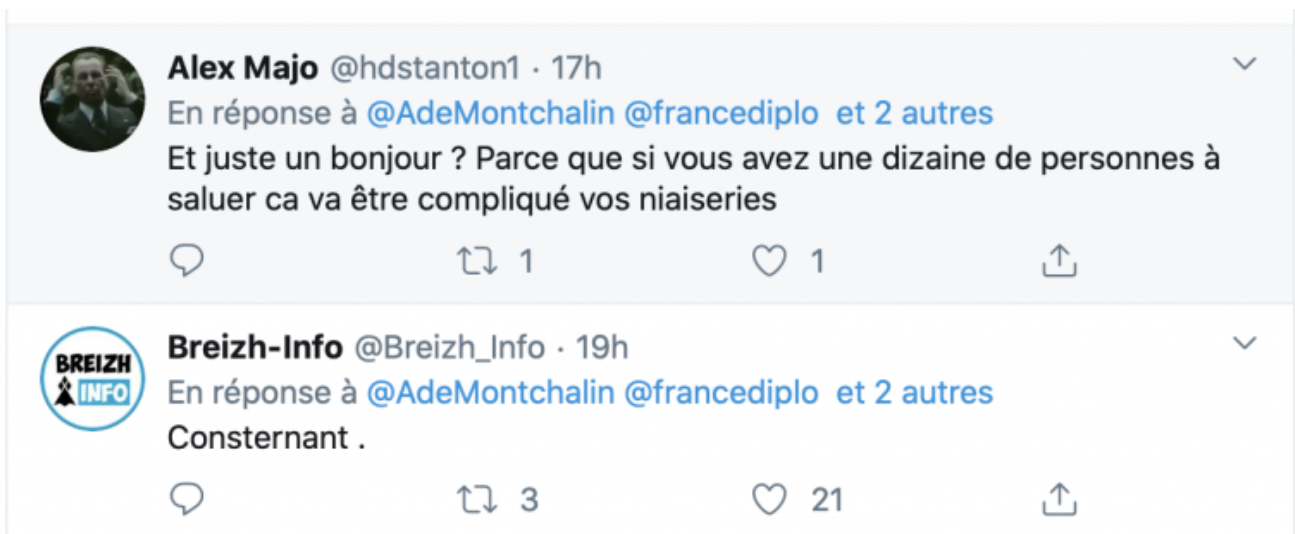 Alex Majo @hdstanton1 · 17h
En réponse à @AdeMontchalin @francediplo et 2 autres
Et juste un bonjour ? Parce que si vous avez une dizaine de personnes à
saluer ca va être compliqué vos niaiseries
1 1
BREIZH
INFO
Breizh-Info @Breizh_Info · 19h
En réponse à @AdeMontchalin @francediplo et 2 autres
Consternant .
3 21